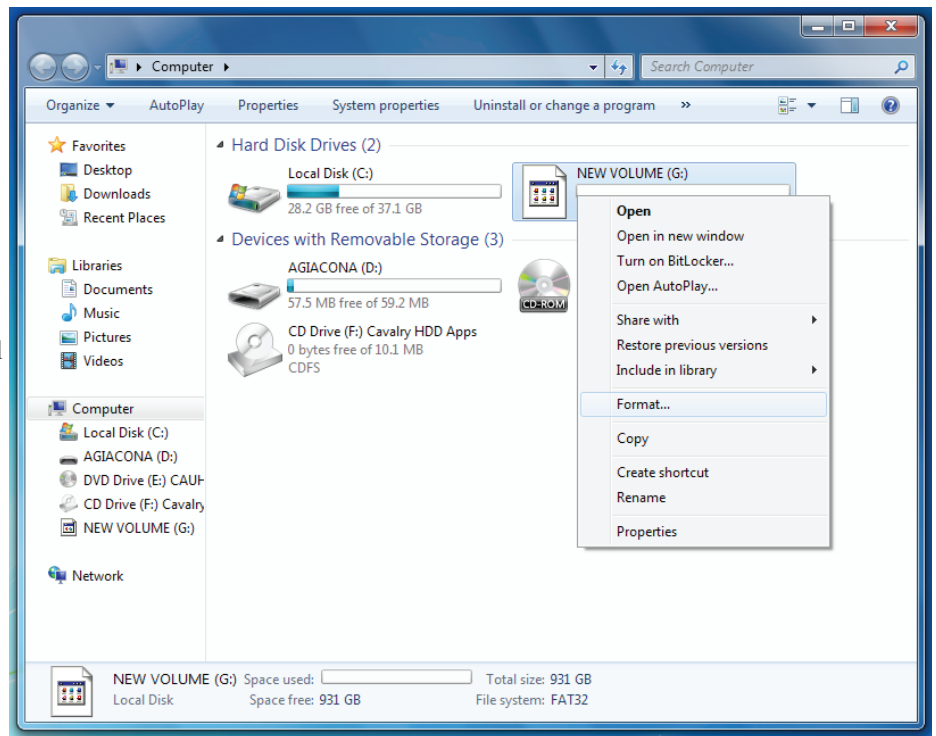 Computer
Search Computer
Organize AutoPlay Properties System properties Uninstall or change a program »
Favorites
Desktop
Downloads
Recent Places
Libraries
Documents
Music
Pictures
Videos
Computer
Local Disk (C:)
AGIACONA (D:)
DVD Drive (E:) CAUH
CD Drive (F:) Cavalry
NEW VOLUME (G:)
Network
Hard Disk Drives (2)
Local Disk (C:)
28.2 GB free of 37.1 GB
NEW VOLUME (G:)
Devices with Removable Storage (3)
AGIACONA (D:)
57.5 MB free of 59.2 MB
CD-ROM
CD Drive (F:) Cavalry HDD Apps
0 bytes free of 10.1 MB
CDFS
Open
Open in new window
Turn on BitLocker...
Open AutoPlay...
Share with
Restore previous versions
Include in library
Format...
Copy
Create shortcut
Rename
Properties
NEW VOLUME (G:) Space used: Total size: 931 GB
Local Disk Space free: 931 GB File system: FAT32